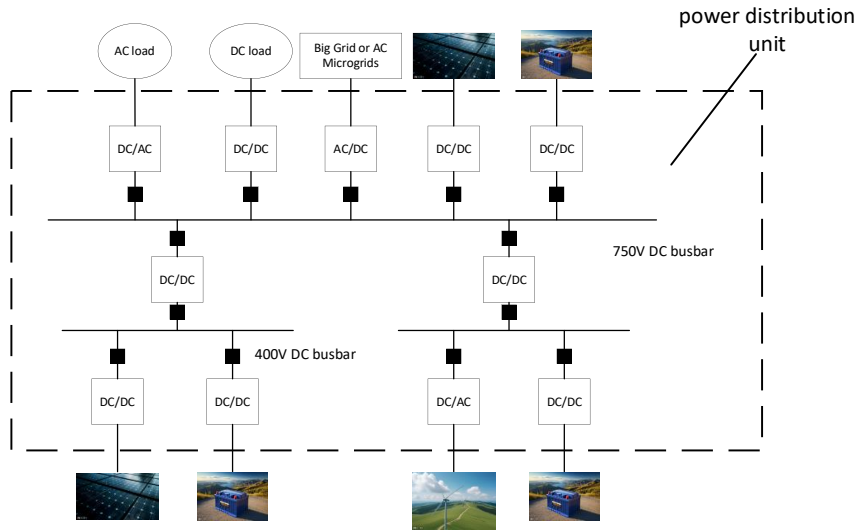 power distribution
unit
AC load
DC load
Big Grid or AC
Microgrids
DC/AC
DC/DC
AC/DC
DC/DC
DC/DC
750V DC busbar
DC/DC
DC/DC
400V DC busbar
DC/DC
DC/DC
DC/AC
DC/DC